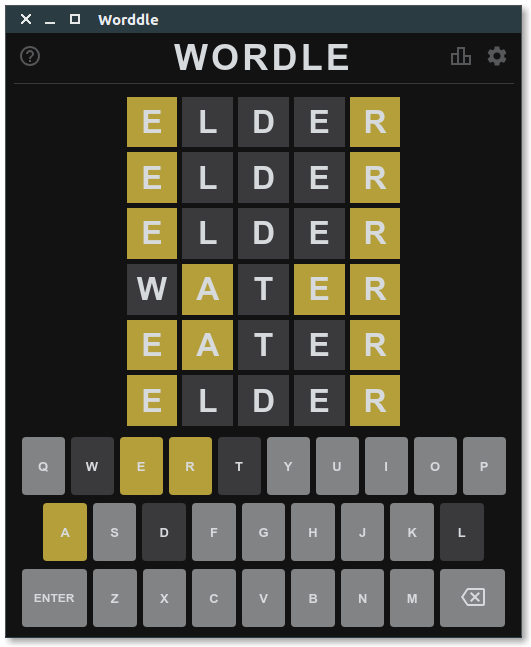 Worddle
? WORDLE
E L D E R
E L D E R
E L D E R
W A T E R
E A T E R
E L D E R
Q W E R T Y U I O P
A S D F G H J K L
ENTER Z X C V B N M